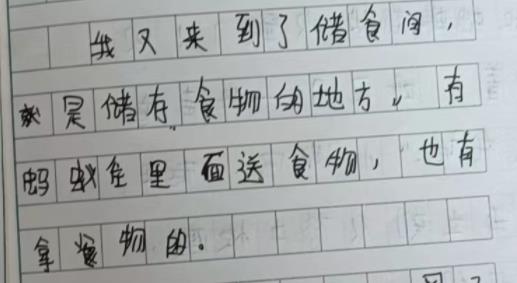 我又来到了储食间，
就是储存食物的地方，有
蚂蚁在里面送食物，也有
拿食物的。